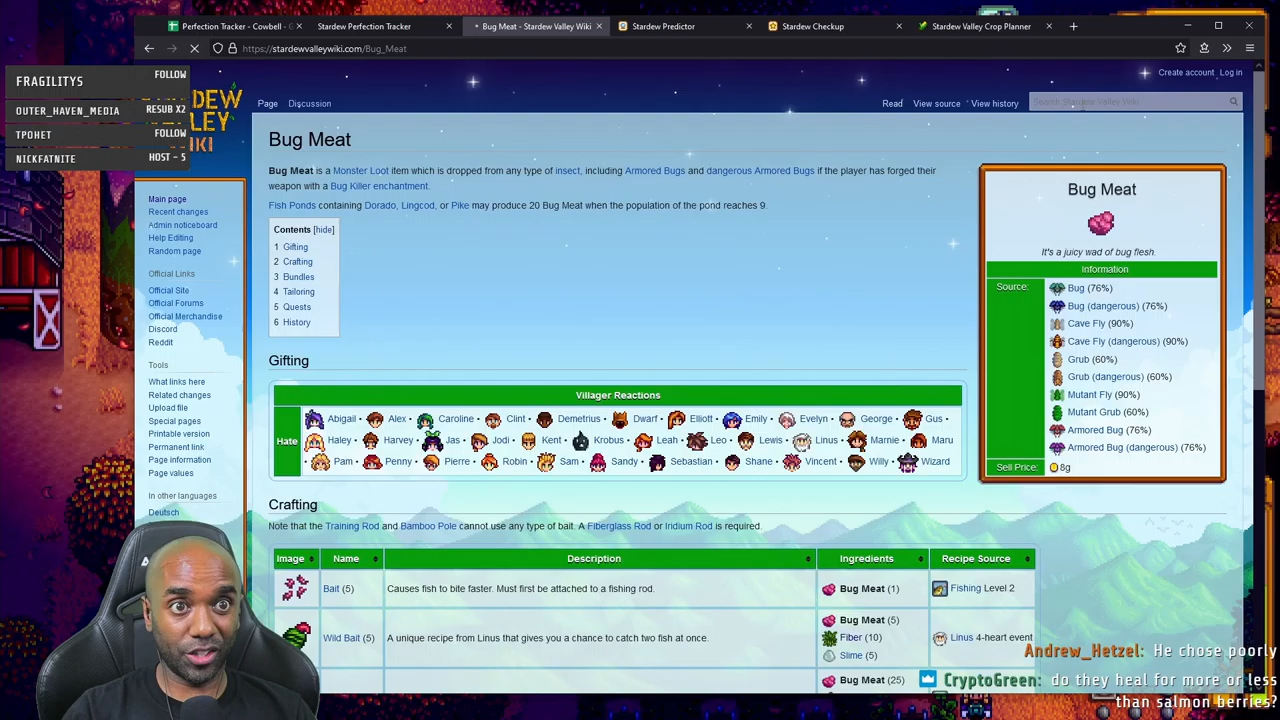 Perfection Tracker - Cowbell
Stardew Perfection Tracker
Bug Meat - Stardew Valley Wiki
Stardew Predictor
Stardew Checkup
Stardew Valley Crop Planner
https://stardewvalleywiki.com/Bug_Meat
FRAGILITYS FOLLOW
OUTER_HAVEN_MEDIA RESUB X2
TPOHET FOLLOW
NICKFATNITE HOST - 5
Create account Log in
Page Discussion Read View source View history Search Stardew Valley Wiki
Main page
Recent changes
Admin noticeboard
Help Editing
Random page
Official Links
Official Site
Official Forums
Official Merchandise
Discord
Reddit
Tools
What links here
Related changes
Upload file
Special pages
Printable version
Permanent link
Page information
Page values
In other languages
Deutsch
Bug Meat
Bug Meat is a Monster Loot item which is dropped from any type of insect, including Armored Bugs and dangerous Armored Bugs if the player has forged their
weapon with a Bug Killer enchantment.
Fish Ponds containing Dorado, Lingcod, or Pike may produce 20 Bug Meat when the population of the pond reaches 9.
Contents [hide]
1 Gifting
2 Crafting
3 Bundles
4 Tailoring
5 Quests
6 History
Bug Meat
It's a juicy wad of bug flesh.
Information
Source: Bug (76%)
Bug (dangerous) (76%)
Cave Fly (90%)
Cave Fly (dangerous) (90%)
Grub (60%)
Grub (dangerous) (60%)
Mutant Fly (90%)
Mutant Grub (60%)
Armored Bug (76%)
Armored Bug (dangerous) (76%)
Sell Price: 8g
Gifting
Villager Reactions
Hate
Abigail • Alex • Caroline • Clint • Demetrius • Dwarf • Elliott • Emily • Evelyn • George • Gus •
Haley • Harvey • Jas • Jodi • Kent • Krobus • Leah • Leo • Lewis • Linus • Marnie • Maru •
Pam • Penny • Pierre • Robin • Sam • Sandy • Sebastian • Shane • Vincent • Willy • Wizard
Crafting
Note that the Training Rod and Bamboo Pole cannot use any type of bait. A Fiberglass Rod or Iridium Rod is required.
Image Name Description Ingredients Recipe Source
Bait (5) Causes fish to bite faster. Must first be attached to a fishing rod. Bug Meat (1) Fishing Level 2
Wild Bait (5) A unique recipe from Linus that gives you a chance to catch two fish at once. Bug Meat (5)
Fiber (10)
Slime (5)
Linus 4-heart event
Bug Meat (25)
Andrew_Hetzel: He chose poorly
CryptoGreen: do they heal for more or less
than salmon berries?